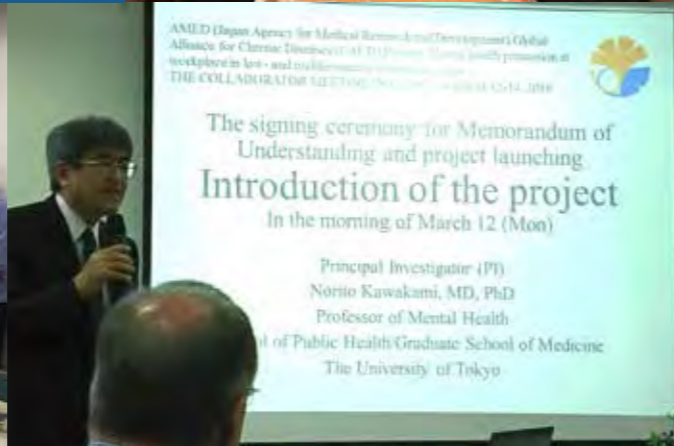 AMED (Japan Agency for Medical Research and Development) Global
Alliance for Chronic Diseases
workplace in low- and
THE COLLABORATOR MEETING
The signing ceremony for Memorandum of
Understanding and project launching
Introduction of the project
In the morning of March 12 (Mon)
Principal Investigator (PI)
Norito Kawakami, MD, PhD
Professor of Mental Health
of Public Health/Graduate School of Medicine
The University of Tokyo